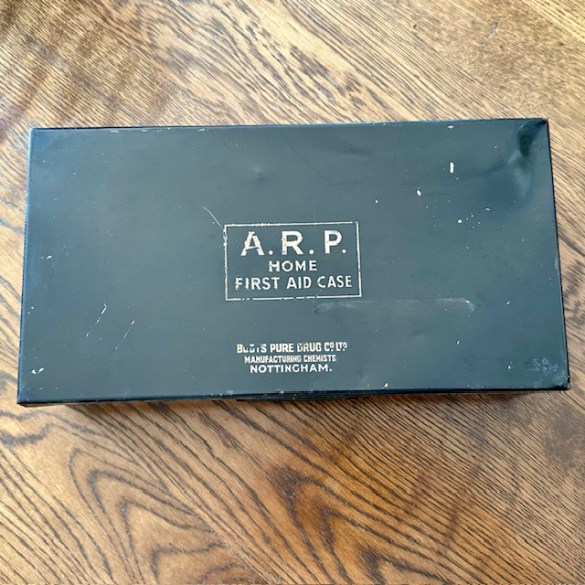 A.R.P.
HOME
FIRST AID CASE
BOOTS PURE DRUG CO LTD
MANUFACTURING CHEMISTS
NOTTINGHAM.